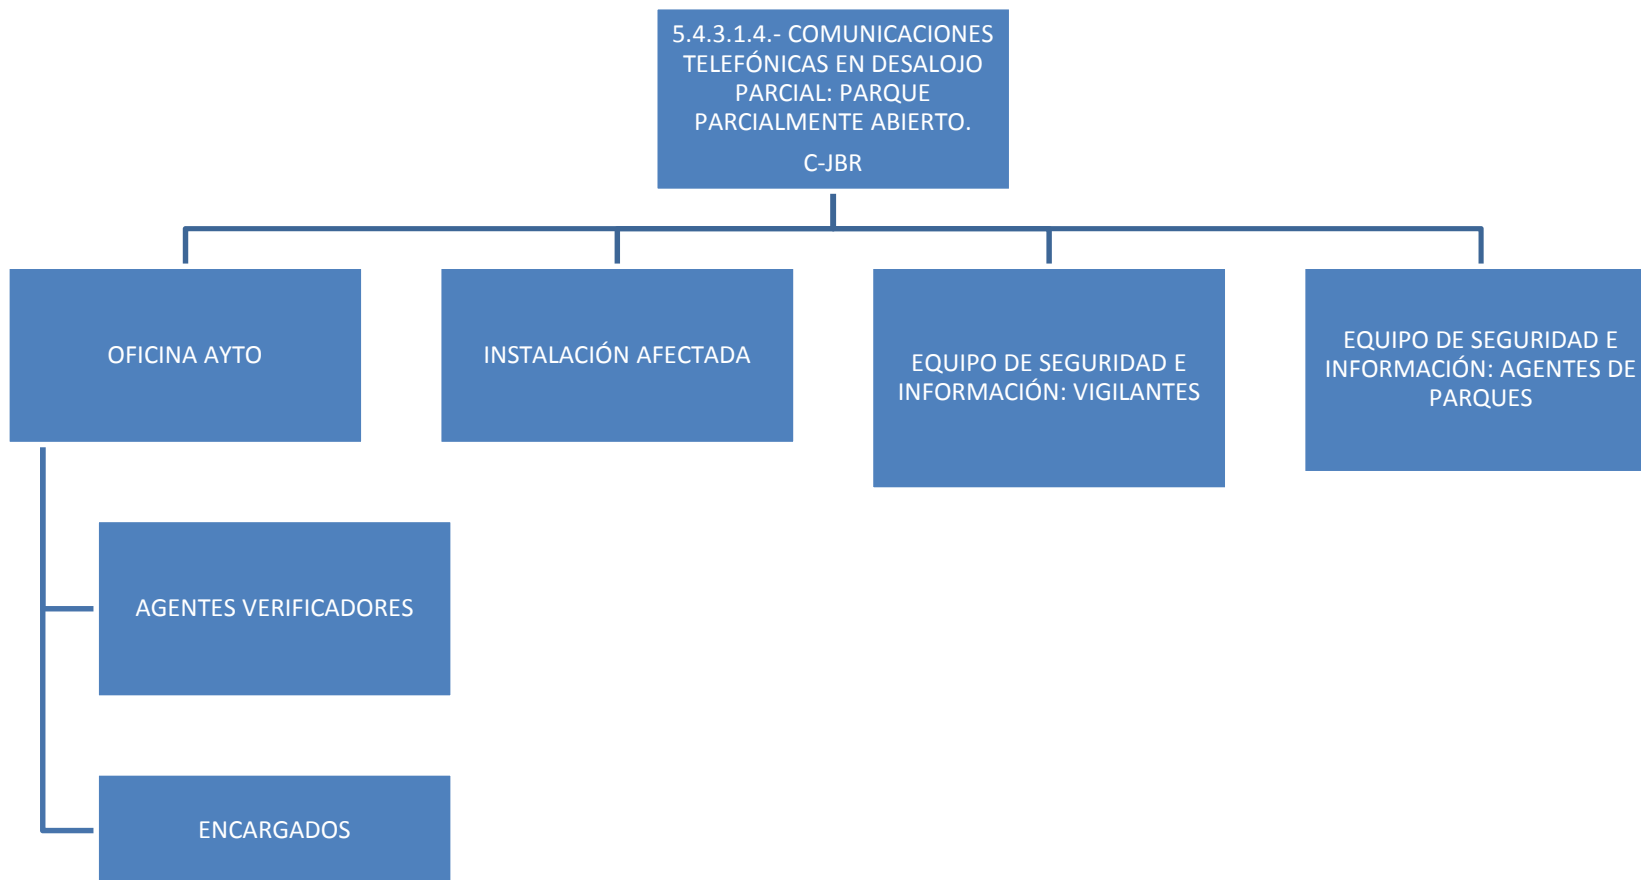 5.4.3.1.4.- COMUNICACIONES
TELEFÓNICAS EN DESALOJO
PARCIAL: PARQUE
PARCIALMENTE ABIERTO.
C-JBR
OFICINA AYTO
INSTALACIÓN AFECTADA
EQUIPO DE SEGURIDAD E
INFORMACIÓN: VIGILANTES
EQUIPO DE SEGURIDAD E
INFORMACIÓN: AGENTES DE
PARQUES
AGENTES VERIFICADORES
ENCARGADOS